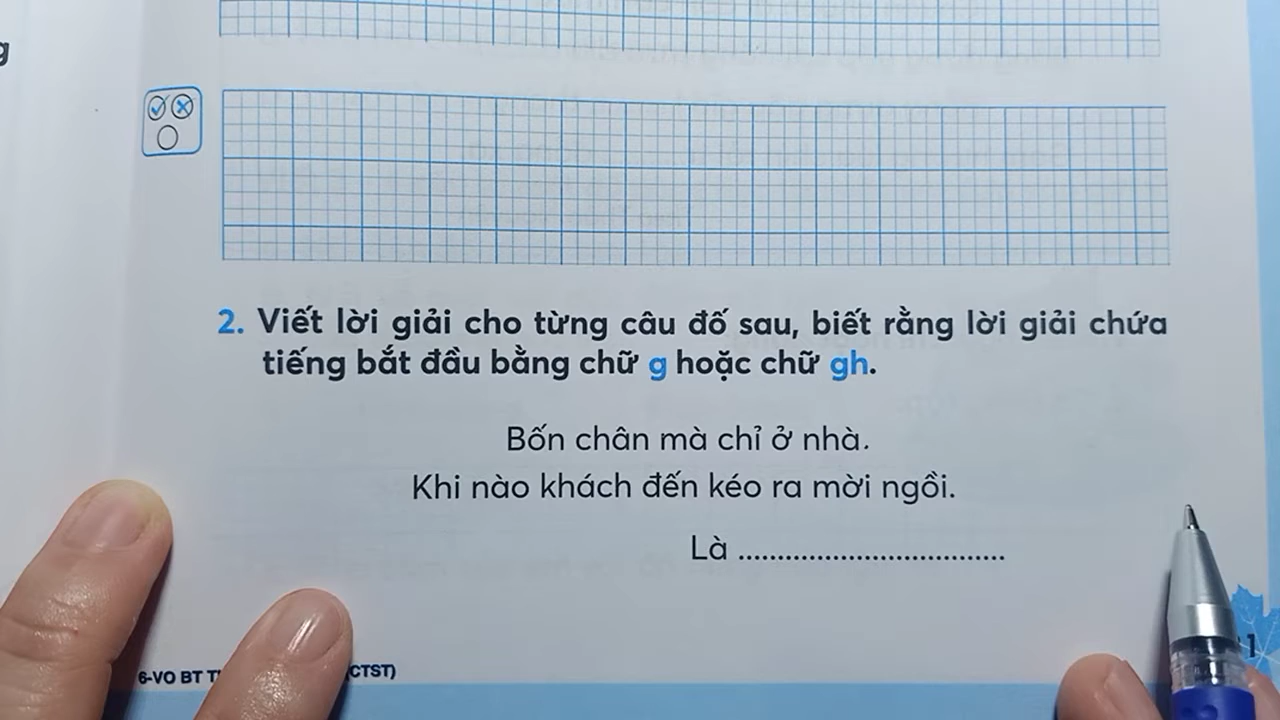 g
2. Viết lời giải cho từng câu đố sau, biết rằng lời giải chứa
tiếng bắt đầu bằng chữ g hoặc chữ gh.
Bốn chân mà chỉ ở nhà.
Khi nào khách đến kéo ra mời ngồi.
Là ..................................
6-VO BT (CTST)